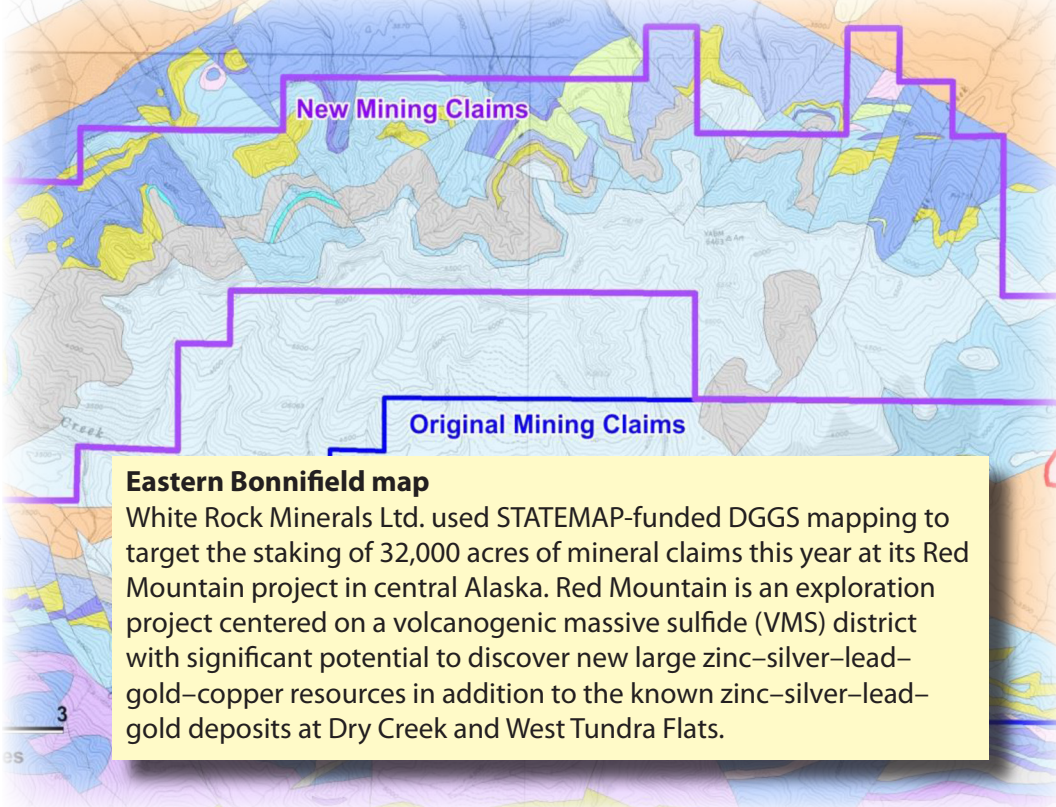 New Mining Claims
Creek
Original Mining Claims
Eastern Bonnifield map
White Rock Minerals Ltd. used STATEMAP-funded DGGS mapping to
target the staking of 32,000 acres of mineral claims this year at its Red
Mountain project in central Alaska. Red Mountain is an exploration
project centered on a volcanogenic massive sulfide (VMS) district
with significant potential to discover new large zinc–silver–lead–
gold–copper resources in addition to the known zinc–silver–lead–
gold deposits at Dry Creek and West Tundra Flats.
3
es